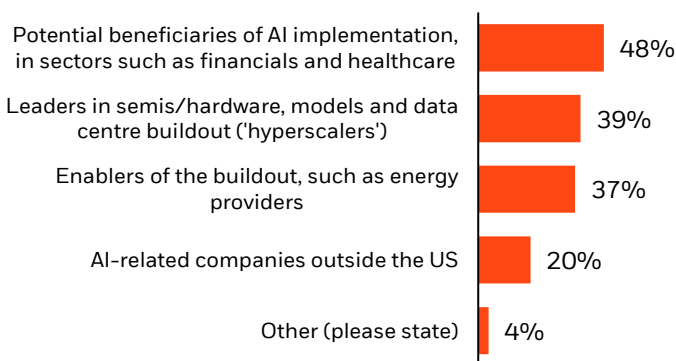 Potential beneficiaries of AI implementation,
in sectors such as financials and healthcare
48%
Leaders in semis/hardware, models and data
centre buildout ('hyperscalers')
39%
Enablers of the buildout, such as energy
providers
37%
AI-related companies outside the US
20%
Other (please state)
4%